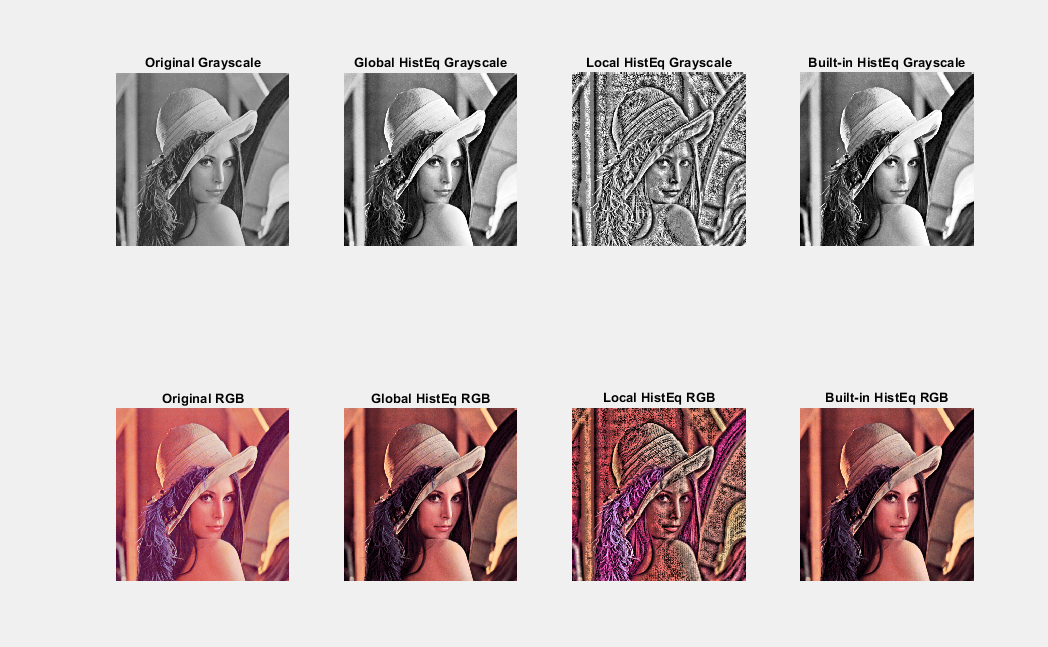 Original Grayscale
Global HistEq Grayscale
Local HistEq Grayscale
Built-in HistEq Grayscale
Original RGB
Global HistEq RGB
Local HistEq RGB
Built-in HistEq RGB